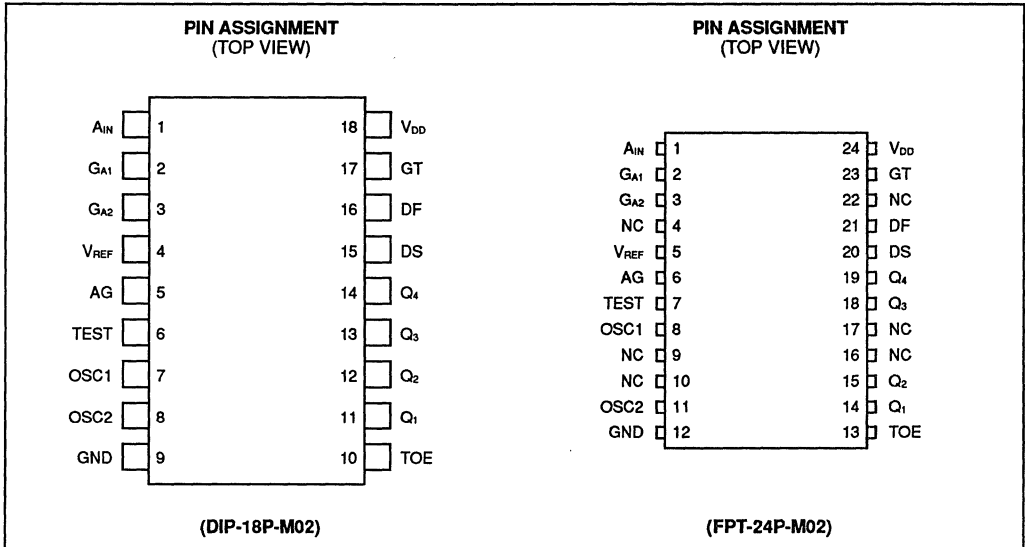 PIN ASSIGNMENT
(TOP VIEW)
AIN 1 18 VDD
GA1 2 17 GT
GA2 3 16 DF
VREF 4 15 DS
AG 5 14 Q4
TEST 6 13 Q3
OSC1 7 12 Q2
OSC2 8 11 Q1
GND 9 10 TOE
(DIP-18P-M02)
PIN ASSIGNMENT
(TOP VIEW)
AIN 1 24 VDD
GA1 2 23 GT
GA2 3 22 NC
NC 4 21 DF
VREF 5 20 DS
AG 6 19 Q4
TEST 7 18 Q3
OSC1 8 17 NC
NC 9 16 NC
NC 10 15 Q2
OSC2 11 14 Q1
GND 12 13 TOE
(FPT-24P-M02)